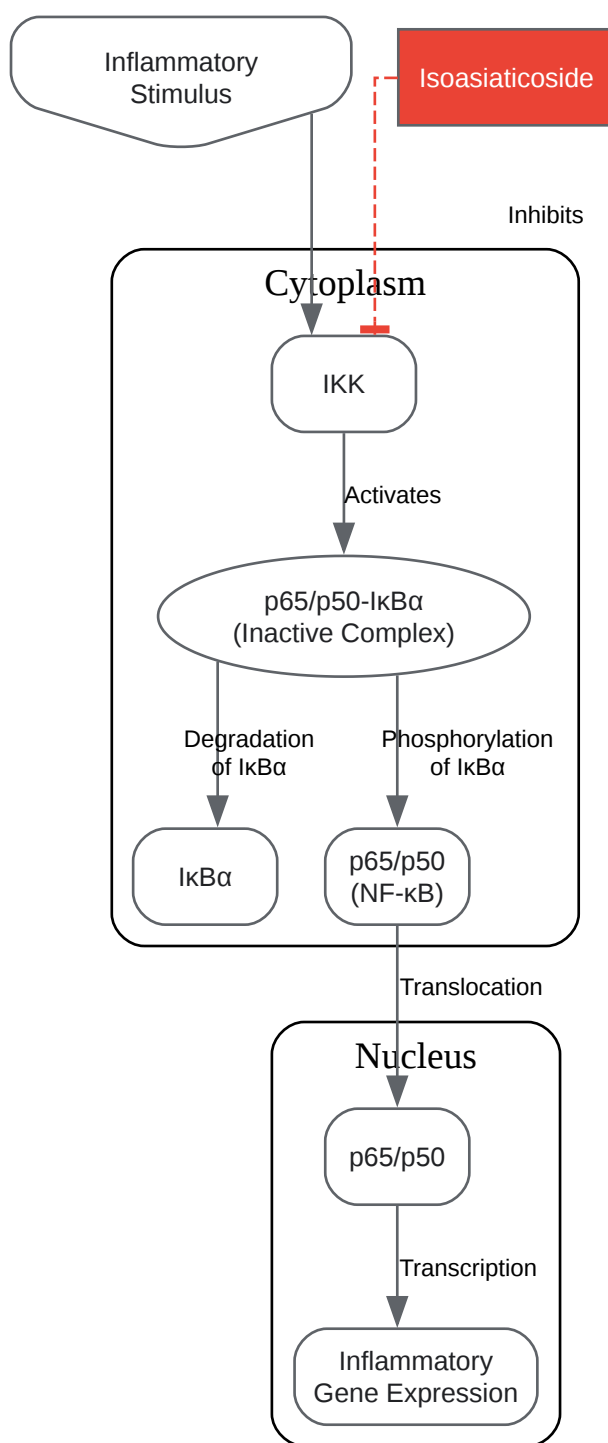 Inflammatory
Stimulus
Isoasiaticoside
Inhibits
Cytoplasm
IKK
Activates
p65/p50-IκBα
(Inactive Complex)
Degradation
of IκBα
Phosphorylation
of IκBα
IκBα
p65/p50
(NF-κB)
Translocation
Nucleus
p65/p50
Transcription
Inflammatory
Gene Expression